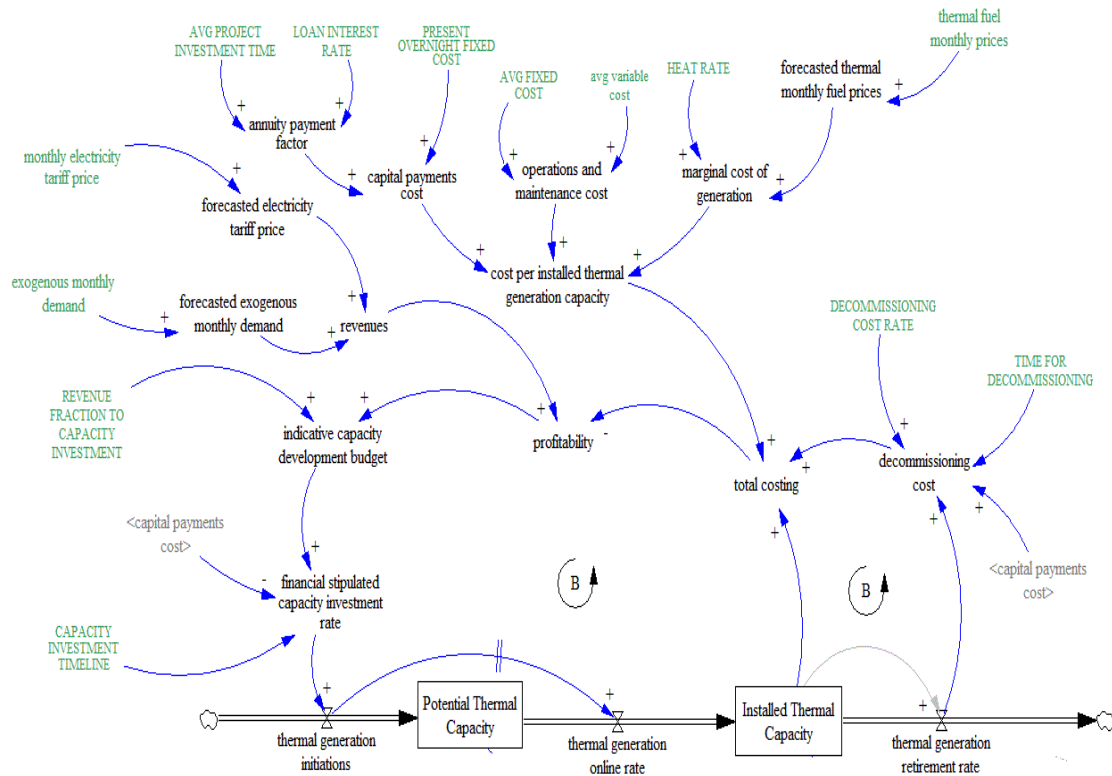 AVG PROJECT
INVESTMENT TIME
LOAN INTEREST
RATE
PRESENT
OVERNIGHT FIXED
COST
AVG FIXED
COST
avg variable
cost
HEAT RATE
forecasted thermal
monthly fuel prices
thermal fuel
monthly prices
annuity payment
factor
monthly electricity
tariff price
capital payments
cost
operations and
maintenance cost
marginal cost of
generation
forecasted electricity
tariff price
cost per installed thermal
generation capacity
exogenous monthly
demand
forecasted exogenous
monthly demand
revenues
DECOMMISSIONING
COST RATE
TIME FOR
DECOMMISSIONING
REVENUE
FRACTION TO
CAPACITY
INVESTMENT
indicative capacity
development budget
profitability
total costing
decommissioning
cost
<capital payments
cost>
<capital payments
cost>
financial stipulated
capacity investment
rate
B
B
CAPACITY
INVESTMENT
TIMELINE
Potential Thermal
Capacity
Installed Thermal
Capacity
thermal generation
initiations
thermal generation
online rate
thermal generation
retirement rate